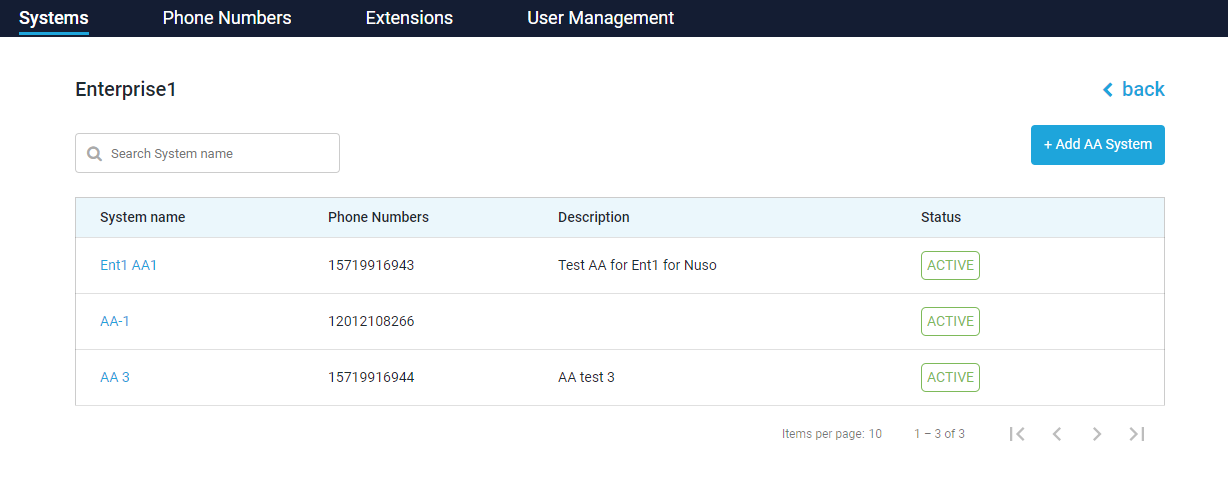 Systems Phone Numbers Extensions User Management
Enterprise1 back
Search System name + Add AA System
System name Phone Numbers Description Status
Ent1 AA1 15719916943 Test AA for Ent1 for Nuso ACTIVE
AA-1 12012108266 ACTIVE
AA 3 15719916944 AA test 3 ACTIVE
Items per page: 10 1 – 3 of 3